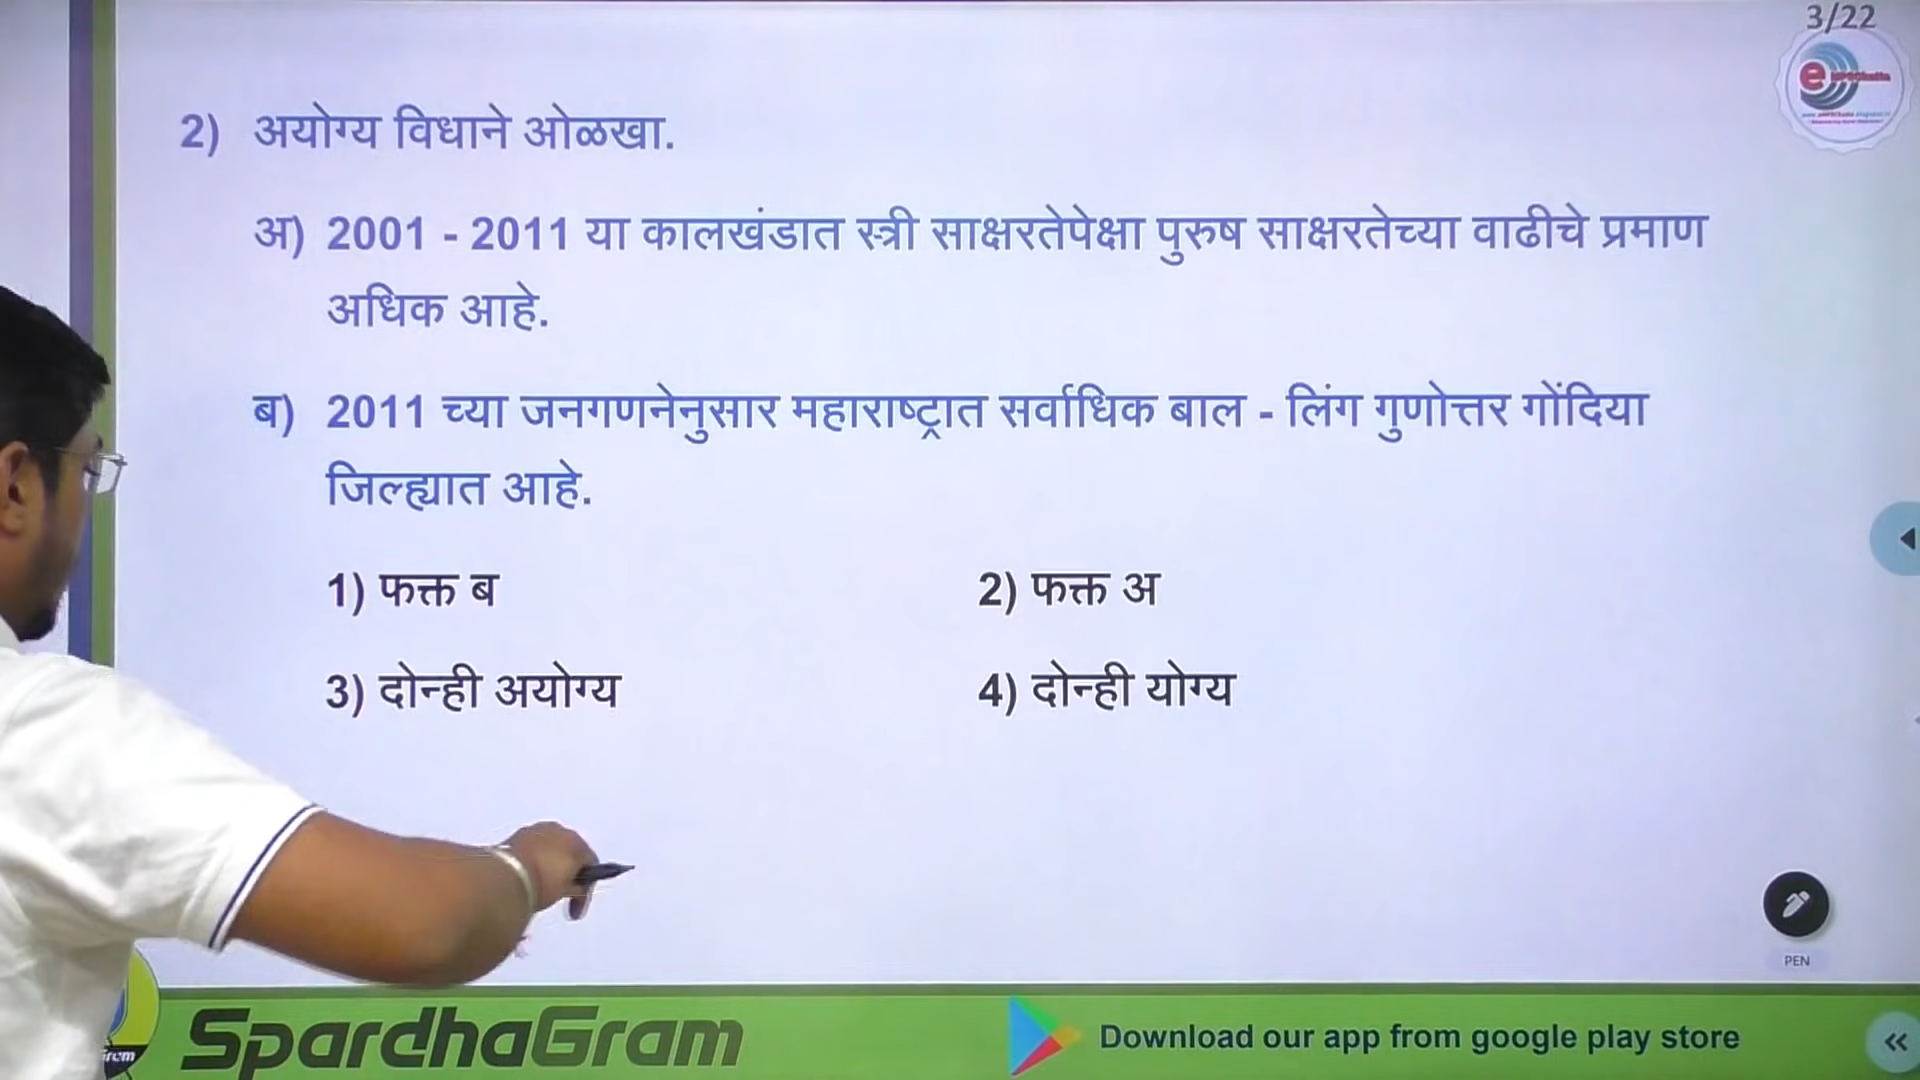 3/22
e MPSCkatta
2) अयोग्य विधाने ओळखा.
अ) 2001 - 2011 या कालखंडात स्त्री साक्षरतेपेक्षा पुरुष साक्षरतेच्या वाढीचे प्रमाण
अधिक आहे.
ब) 2011 च्या जनगणनेनुसार महाराष्ट्रात सर्वाधिक बाल - लिंग गुणोत्तर गोंदिया
जिल्ह्यात आहे.
1) फक्त ब 2) फक्त अ
3) दोन्ही अयोग्य 4) दोन्ही योग्य
PEN
SpardhaGram
Download our app from google play store